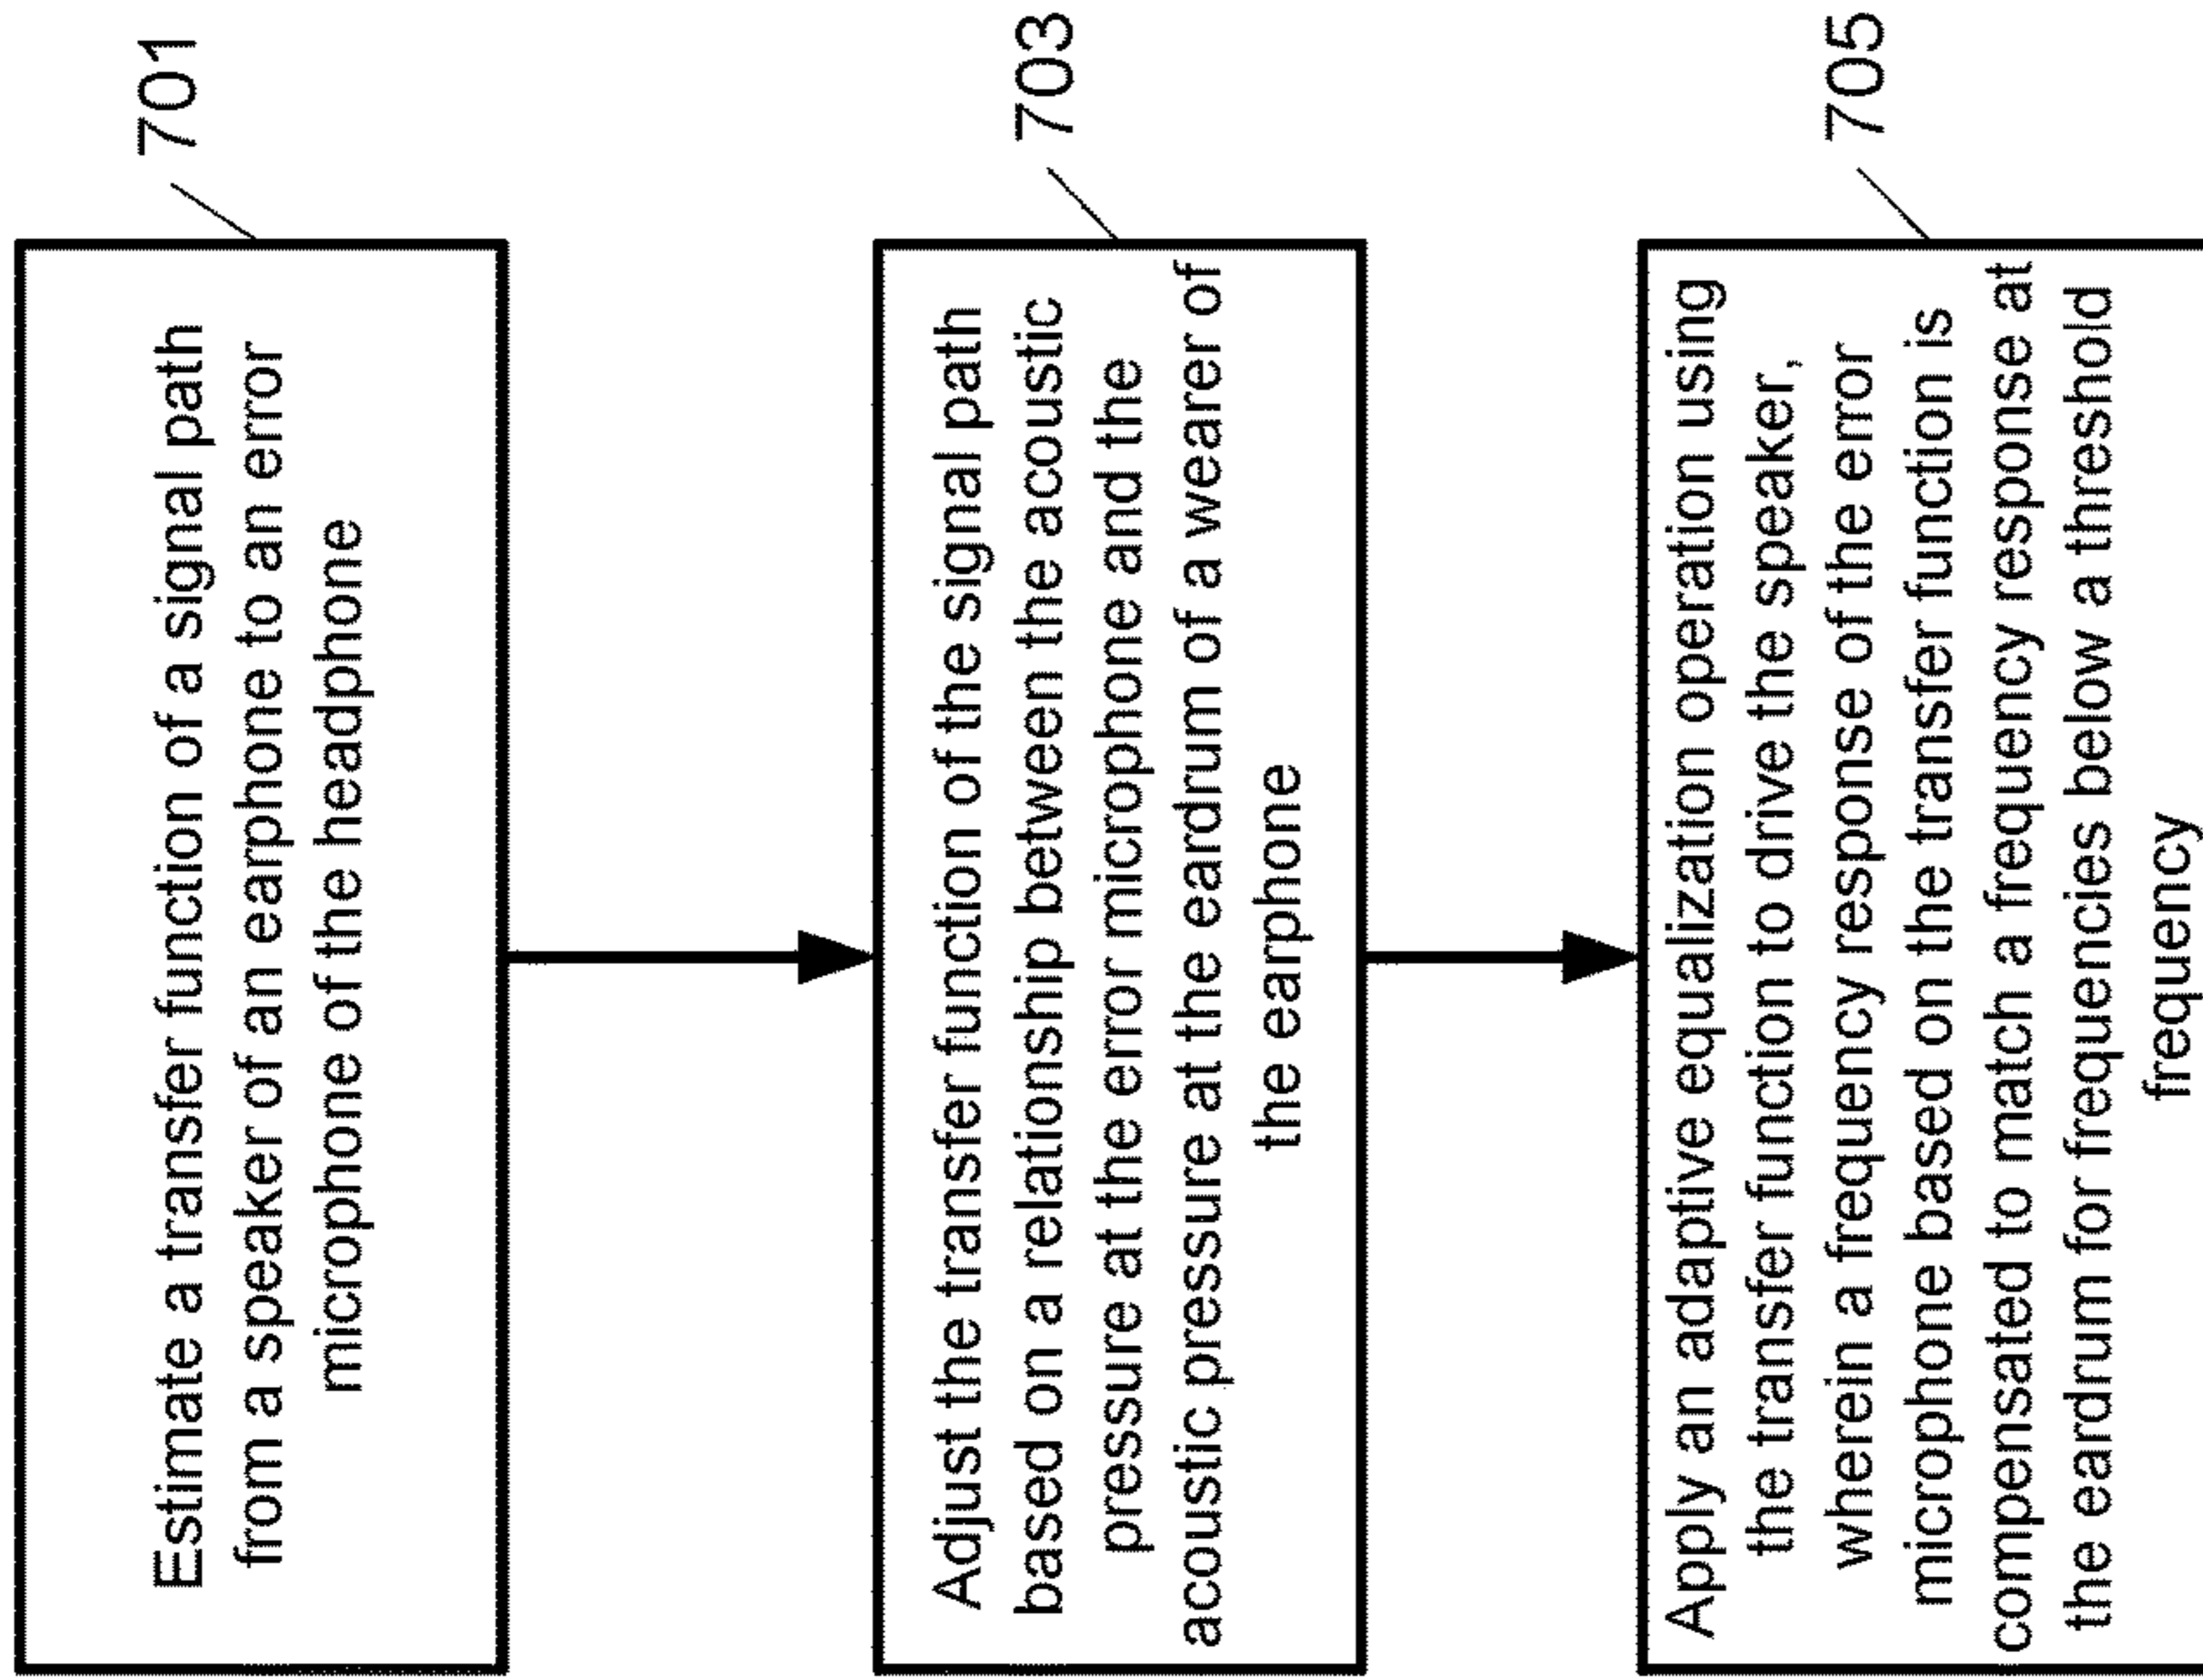 701
Estimate a transfer function of a signal path
from a speaker of an earphone to an error
microphone of the headphone
703
Adjust the transfer function of the signal path
based on a relationship between the acoustic
pressure at the error microphone and the
acoustic pressure at the eardrum of a wearer of
the earphone
705
Apply an adaptive equalization operation using
the transfer function to drive the speaker,
wherein a frequency response of the error
microphone based on the transfer function is
compensated to match a frequency response at
the eardrum for frequencies below a threshold
frequency